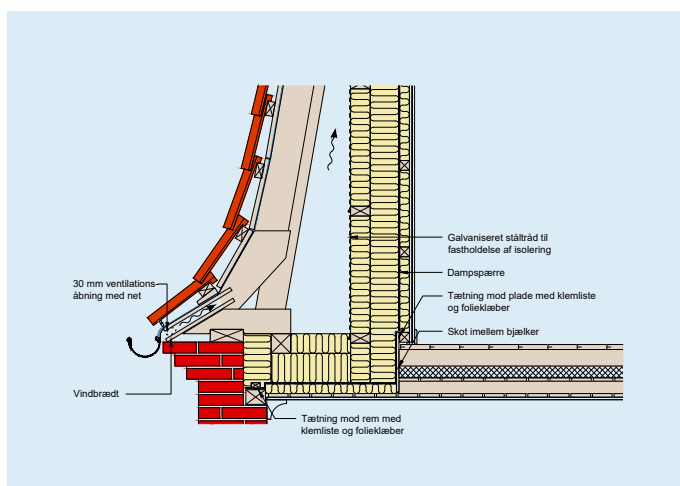 Galvaniseret ståltråd til
fastholdelse af isolering
Dampspærre
30 mm ventilations-
åbning med net
Tætning mod plade med klemliste
og folieklæber
Skot imellem bjælker
Vindbrædt
Tætning mod rem med
klemliste og folieklæber